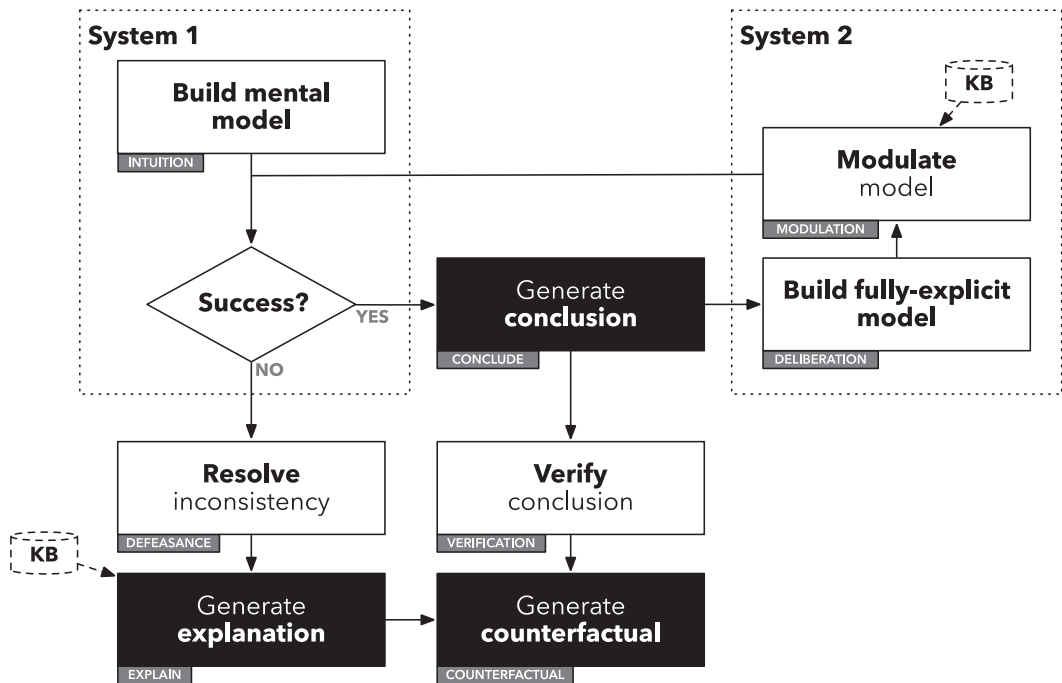 System 1
Build mental
model
INTUITION
Success?
YES
NO
System 2
KB
Modulate
model
MODULATION
Build fully-explicit
model
DELIBERATION
Generate
conclusion
CONCLUDE
Resolve
inconsistency
DEFEASANCE
Verify
conclusion
VERIFICATION
KB
Generate
explanation
EXPLAIN
Generate
counterfactual
COUNTERFACTUAL